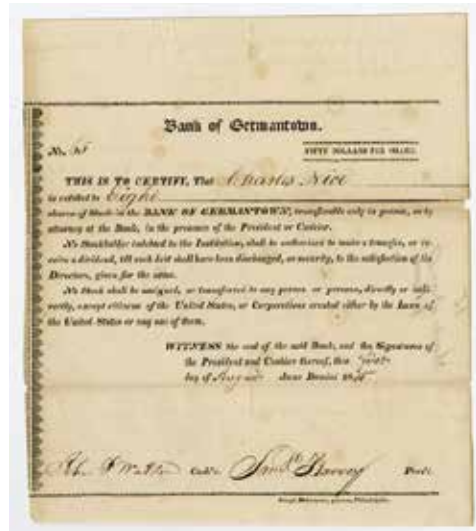 Bank of Germantown.
No.
FIFTY DOLLARS PER SHARE.
THIS IS TO CERTIFY, That Charles Nice
is entitled to Eight
shares of Stock in the BANK OF GERMANTOWN, transferable only in person, or by
attorney at the Bank, in the presence of the President or Cashier.
No Stockholder indebted to the Institution, shall be authorized to make a transfer, or re-
ceive a dividend, till such debt shall have been discharged, or security, to the satisfaction of the
Directors, given for the same.
No Stock shall be assigned, or transferred to any person or persons, directly or indi-
rectly, except citizens of the United States, or Corporations created either by the laws of
the United States or any one of them.
WITNESS the seal of the said Bank, and the Signatures of
the President and Cashier thereof, this first
day of August Anno Domini
John F Watson Cash'r. Saml Harvey Pres't.